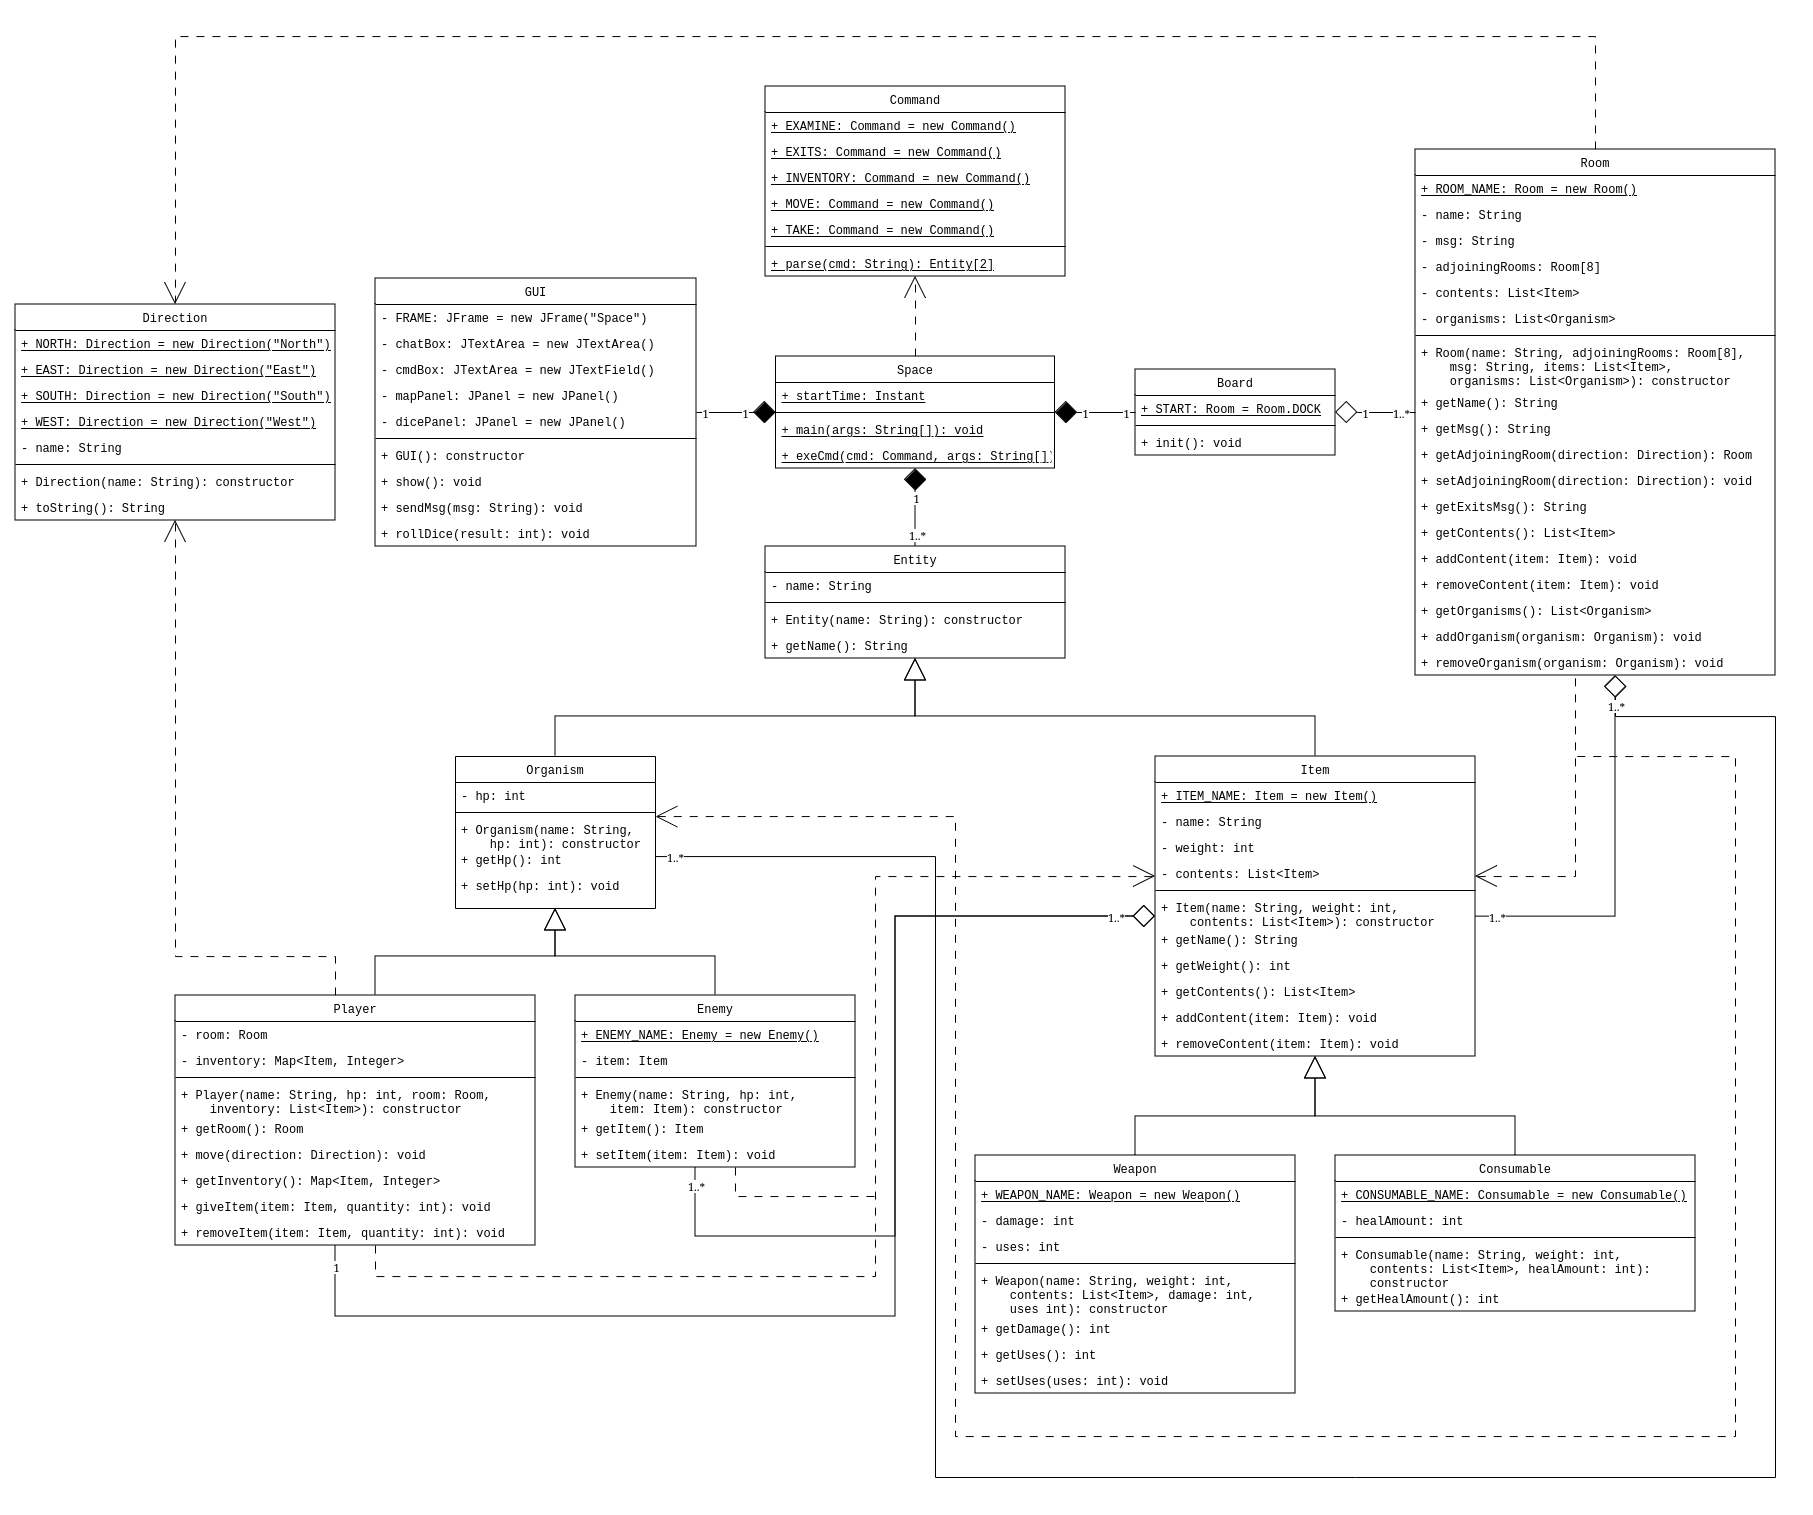 Command
+ EXAMINE: Command = new Command()
+ EXITS: Command = new Command()
+ INVENTORY: Command = new Command()
+ MOVE: Command = new Command()
+ TAKE: Command = new Command()
+ parse(cmd: String): Entity[2]
Room
+ ROOM_NAME: Room = new Room()
- name: String
- msg: String
- adjoiningRooms: Room[8]
- contents: List<Item>
- organisms: List<Organism>
+ Room(name: String, adjoiningRooms: Room[8],
msg: String, items: List<Item>,
organisms: List<Organism>): constructor
+ getName(): String
+ getMsg(): String
+ getAdjoiningRoom(direction: Direction): Room
+ setAdjoiningRoom(direction: Direction): void
+ getExitsMsg(): String
+ getContents(): List<Item>
+ addContent(item: Item): void
+ removeContent(item: Item): void
+ getOrganisms(): List<Organism>
+ addOrganism(organism: Organism): void
+ removeOrganism(organism: Organism): void
Direction
+ NORTH: Direction = new Direction("North")
+ EAST: Direction = new Direction("East")
+ SOUTH: Direction = new Direction("South")
+ WEST: Direction = new Direction("West")
- name: String
+ Direction(name: String): constructor
+ toString(): String
GUI
- FRAME: JFrame = new JFrame("Space")
- chatBox: JTextArea = new JTextArea()
- cmdBox: JTextArea = new JTextField()
- mapPanel: JPanel = new JPanel()
- dicePanel: JPanel = new JPanel()
+ GUI(): constructor
+ show(): void
+ sendMsg(msg: String): void
+ rollDice(result: int): void
1
1
Space
+ startTime: Instant
+ main(args: String[]): void
+ exeCmd(cmd: Command, args: String[])
1
1
Board
+ START: Room = Room.DOCK
+ init(): void
1
1..*
1
1..*
Entity
- name: String
+ Entity(name: String): constructor
+ getName(): String
1..*
Organism
- hp: int
+ Organism(name: String,
hp: int): constructor
+ getHp(): int
+ setHp(hp: int): void
1..*
Item
+ ITEM_NAME: Item = new Item()
- name: String
- weight: int
- contents: List<Item>
+ Item(name: String, weight: int,
contents: List<Item>): constructor
+ getName(): String
+ getWeight(): int
+ getContents(): List<Item>
+ addContent(item: Item): void
+ removeContent(item: Item): void
1..*
1..*
Player
- room: Room
- inventory: Map<Item, Integer>
+ Player(name: String, hp: int, room: Room,
inventory: List<Item>): constructor
+ getRoom(): Room
+ move(direction: Direction): void
+ getInventory(): Map<Item, Integer>
+ giveItem(item: Item, quantity: int): void
+ removeItem(item: Item, quantity: int): void
1
Enemy
+ ENEMY_NAME: Enemy = new Enemy()
- item: Item
+ Enemy(name: String, hp: int,
item: Item): constructor
+ getItem(): Item
+ setItem(item: Item): void
1..*
Weapon
+ WEAPON_NAME: Weapon = new Weapon()
- damage: int
- uses: int
+ Weapon(name: String, weight: int,
contents: List<Item>, damage: int,
uses int): constructor
+ getDamage(): int
+ getUses(): int
+ setUses(uses: int): void
Consumable
+ CONSUMABLE_NAME: Consumable = new Consumable()
- healAmount: int
+ Consumable(name: String, weight: int,
contents: List<Item>, healAmount: int):
constructor
+ getHealAmount(): int